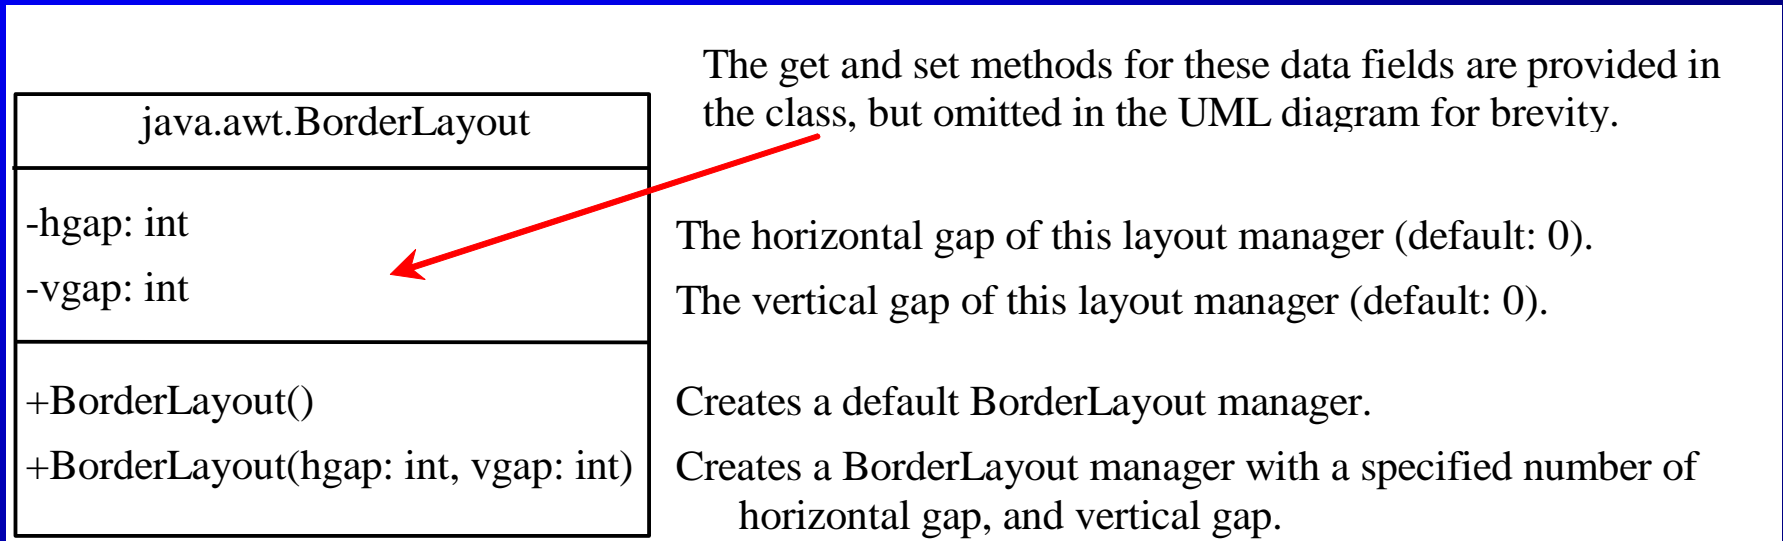 The get and set methods for these data fields are provided in
the class, but omitted in the UML diagram for brevity.
java.awt.BorderLayout
-hgap: int
The horizontal gap of this layout manager (default: 0).
-vgap: int
The vertical gap of this layout manager (default: 0).
+BorderLayout()
Creates a default BorderLayout manager.
+BorderLayout(hgap: int, vgap: int)
Creates a BorderLayout manager with a specified number of
horizontal gap, and vertical gap.